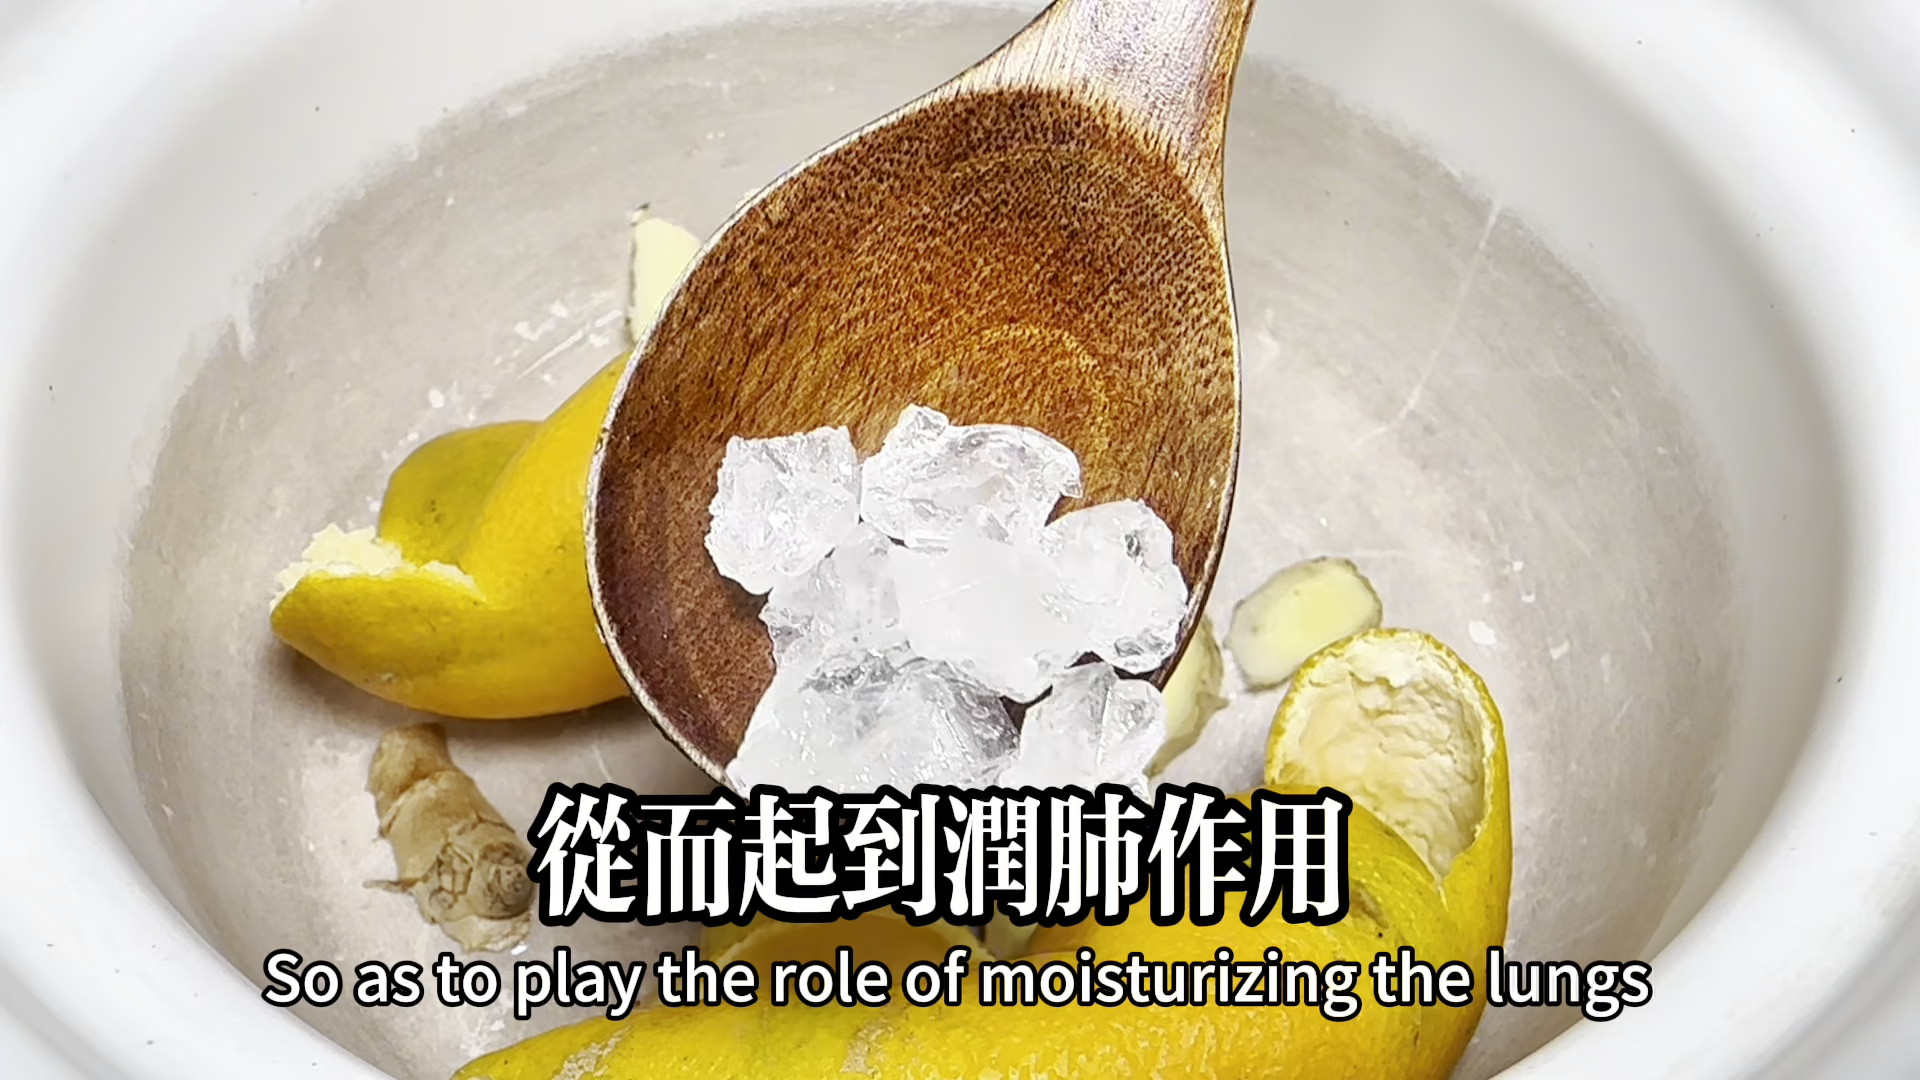 從而起到潤肺作用
So as to play the role of moisturizing the lungs